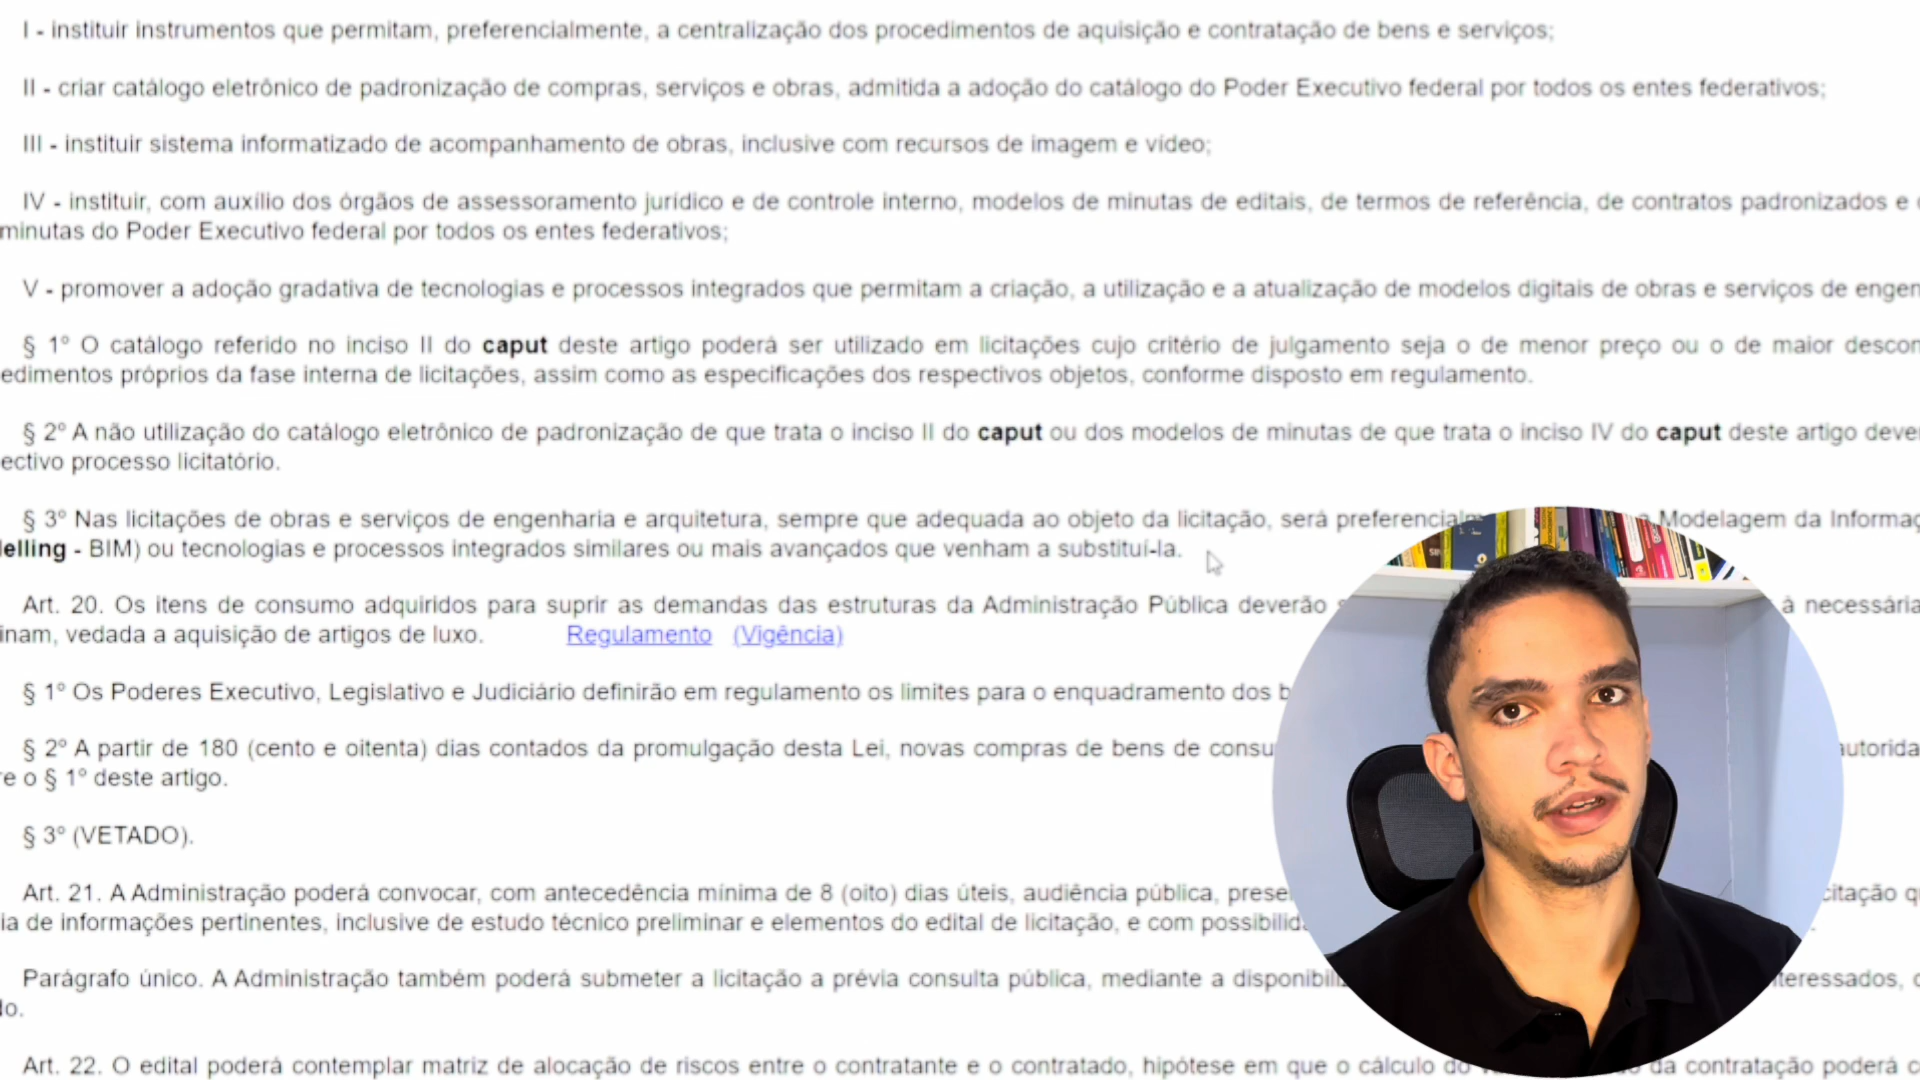 I - instituir instrumentos que permitam, preferencialmente, a centralização dos procedimentos de aquisição e contratação de bens e serviços;
II - criar catálogo eletrônico de padronização de compras, serviços e obras, admitida a adoção do catálogo do Poder Executivo federal por todos os entes federativos;
III - instituir sistema informatizado de acompanhamento de obras, inclusive com recursos de imagem e vídeo;
IV - instituir, com auxílio dos órgãos de assessoramento jurídico e de controle interno, modelos de minutas de editais, de termos de referência, de contratos padronizados e
minutas do Poder Executivo federal por todos os entes federativos;
V - promover a adoção gradativa de tecnologias e processos integrados que permitam a criação, a utilização e a atualização de modelos digitais de obras e serviços de engen
§ 1º O catálogo referido no inciso II do caput deste artigo poderá ser utilizado em licitações cujo critério de julgamento seja o de menor preço ou o de maior descon
edimentos próprios da fase interna de licitações, assim como as especificações dos respectivos objetos, conforme disposto em regulamento.
§ 2º A não utilização do catálogo eletrônico de padronização de que trata o inciso II do caput ou dos modelos de minutas de que trata o inciso IV do caput deste artigo deve
ectivo processo licitatório.
§ 3º Nas licitações de obras e serviços de engenharia e arquitetura, sempre que adequada ao objeto da licitação, será preferencial Modelagem da Informaç
elling - BIM) ou tecnologias e processos integrados similares ou mais avançados que venham a substituí-la.
Art. 20. Os itens de consumo adquiridos para suprir as demandas das estruturas da Administração Pública deverão à necessária
inam, vedada a aquisição de artigos de luxo. Regulamento (Vigência)
§ 1º Os Poderes Executivo, Legislativo e Judiciário definirão em regulamento os limites para o enquadramento dos b
§ 2º A partir de 180 (cento e oitenta) dias contados da promulgação desta Lei, novas compras de bens de consu autorida
e o § 1º deste artigo.
§ 3º (VETADO).
Art. 21. A Administração poderá convocar, com antecedência mínima de 8 (oito) dias úteis, audiência pública, prese citação q
ia de informações pertinentes, inclusive de estudo técnico preliminar e elementos do edital de licitação, e com possibilid
Parágrafo único. A Administração também poderá submeter a licitação a prévia consulta pública, mediante a disponibili teressados,
do.
Art. 22. O edital poderá contemplar matriz de alocação de riscos entre o contratante e o contratado, hipótese em que o cálculo do da contratação poderá c